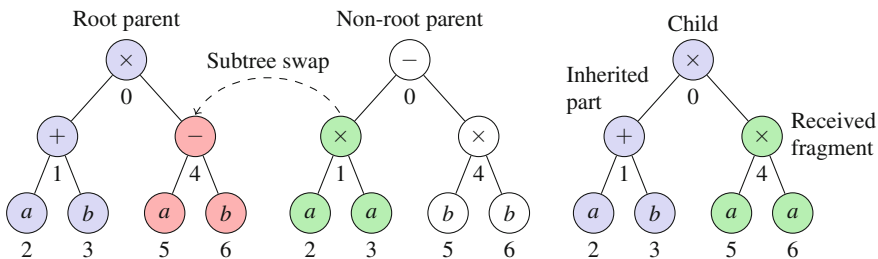 Root parent
Non-root parent
Child
× − ×
Subtree swap
Inherited
part
0 0 0
+ − × × + ×
Received
fragment
1 4 1 4 1 4
a b a b a a b b a b a a
2 3 5 6 2 3 5 6 2 3 5 6